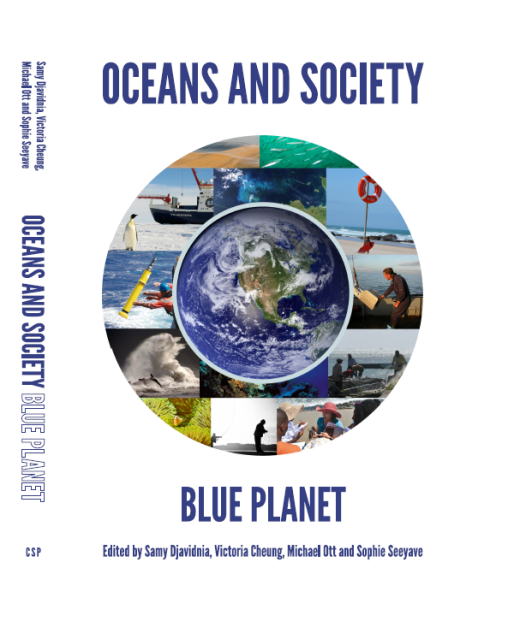 Samy Djavidnia, Victoria Cheung,
Michael Ott and Sophie Seeyave
OCEANS AND SOCIETY BLUE PLANET
CSP
OCEANS AND SOCIETY
BLUE PLANET
Edited by Samy Djavidnia, Victoria Cheung, Michael Ott and Sophie Seeyave